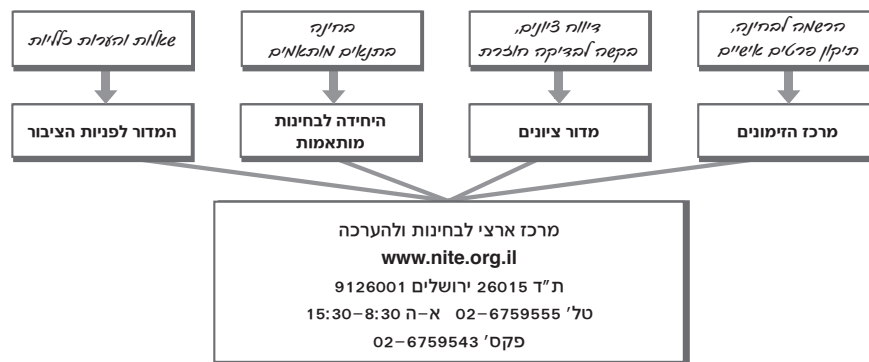 הרשמה לבחינה,
תיקון פרטים אישיים
דיווח ציונים,
בקשה לבדיקה חוזרת
בחינה
בתנאים מותאמים
שאלות והערות כלליות
מרכז הזימונים
מדור ציונים
היחידה לבחינות
מותאמות
המדור לפניות הציבור
מרכז ארצי לבחינות ולהערכה
www.nite.org.il
ת"ד 26015 ירושלים 9126001
טל' 02-6759555 א-ה 15:30-8:30
פקס' 02-6759543